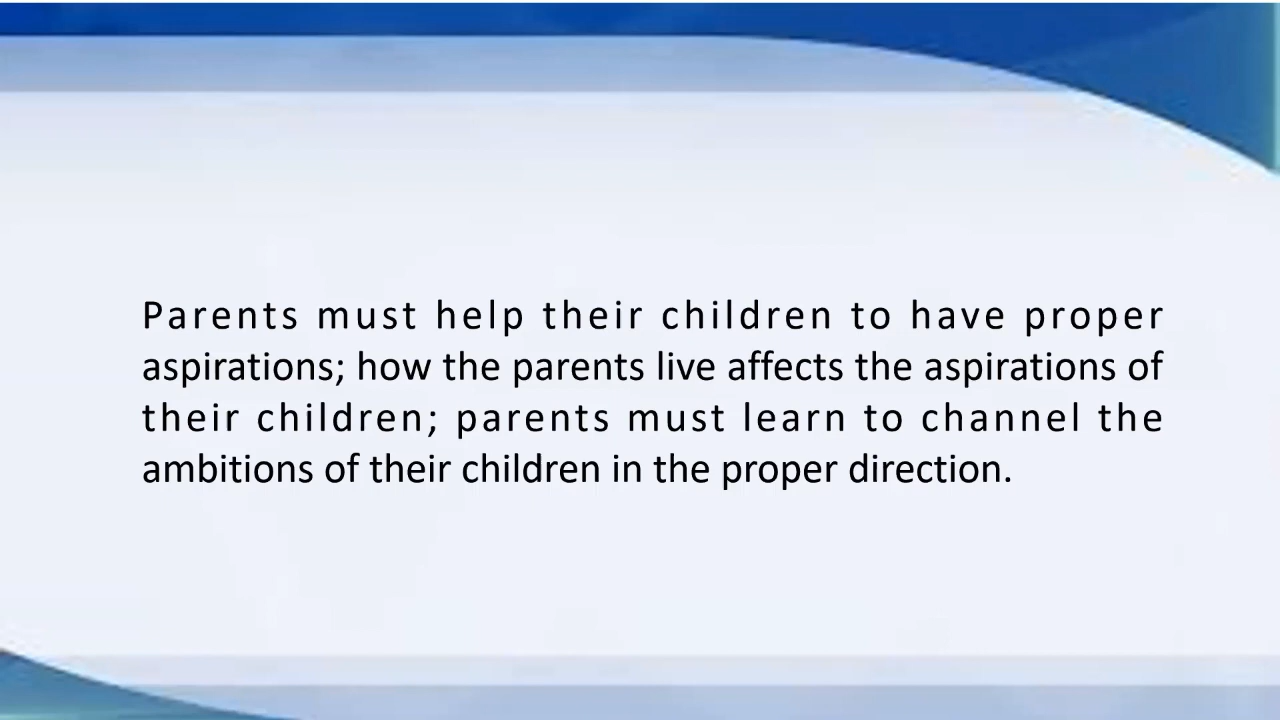 Parents must help their children to have proper
aspirations; how the parents live affects the aspirations of
their children; parents must learn to channel the
ambitions of their children in the proper direction.